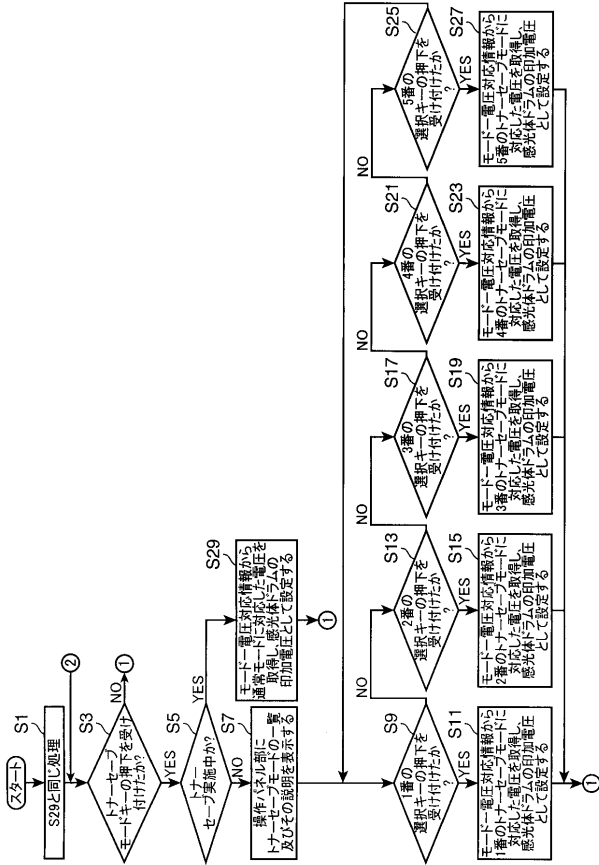 スタート
S1
S29と同じ処理
②
S3
トナーセーブ
モードキーの押下を受け
付けたか?
NO
①
YES
S5
トナー
セーブ実施中か?
YES
NO
S29
モードー電圧対応情報から
通常モードに対応した電圧を
取得し、感光体ドラムの
印加電圧として設定する
①
S7
操作パネル部に
トナーセーブモードの一覧
及びその説明を表示する
S9
1番の
選択キーの押下を
受け付けたか
?
NO
YES
S11
モードー電圧対応情報から
1番のトナーセーブモードに
対応した電圧を取得し、
感光体ドラムの印加電圧
として設定する
S13
2番の
選択キーの押下を
受け付けたか
?
NO
YES
S15
モードー電圧対応情報から
2番のトナーセーブモードに
対応した電圧を取得し、
感光体ドラムの印加電圧
として設定する
S17
3番の
選択キーの押下を
受け付けたか
?
NO
YES
S19
モードー電圧対応情報から
3番のトナーセーブモードに
対応した電圧を取得し、
感光体ドラムの印加電圧
として設定する
S21
4番の
選択キーの押下を
受け付けたか
?
NO
YES
S23
モードー電圧対応情報から
4番のトナーセーブモードに
対応した電圧を取得し、
感光体ドラムの印加電圧
として設定する
S25
5番の
選択キーの押下を
受け付けたか
?
YES
S27
モードー電圧対応情報から
5番のトナーセーブモードに
対応した電圧を取得し、
感光体ドラムの印加電圧
として設定する
①